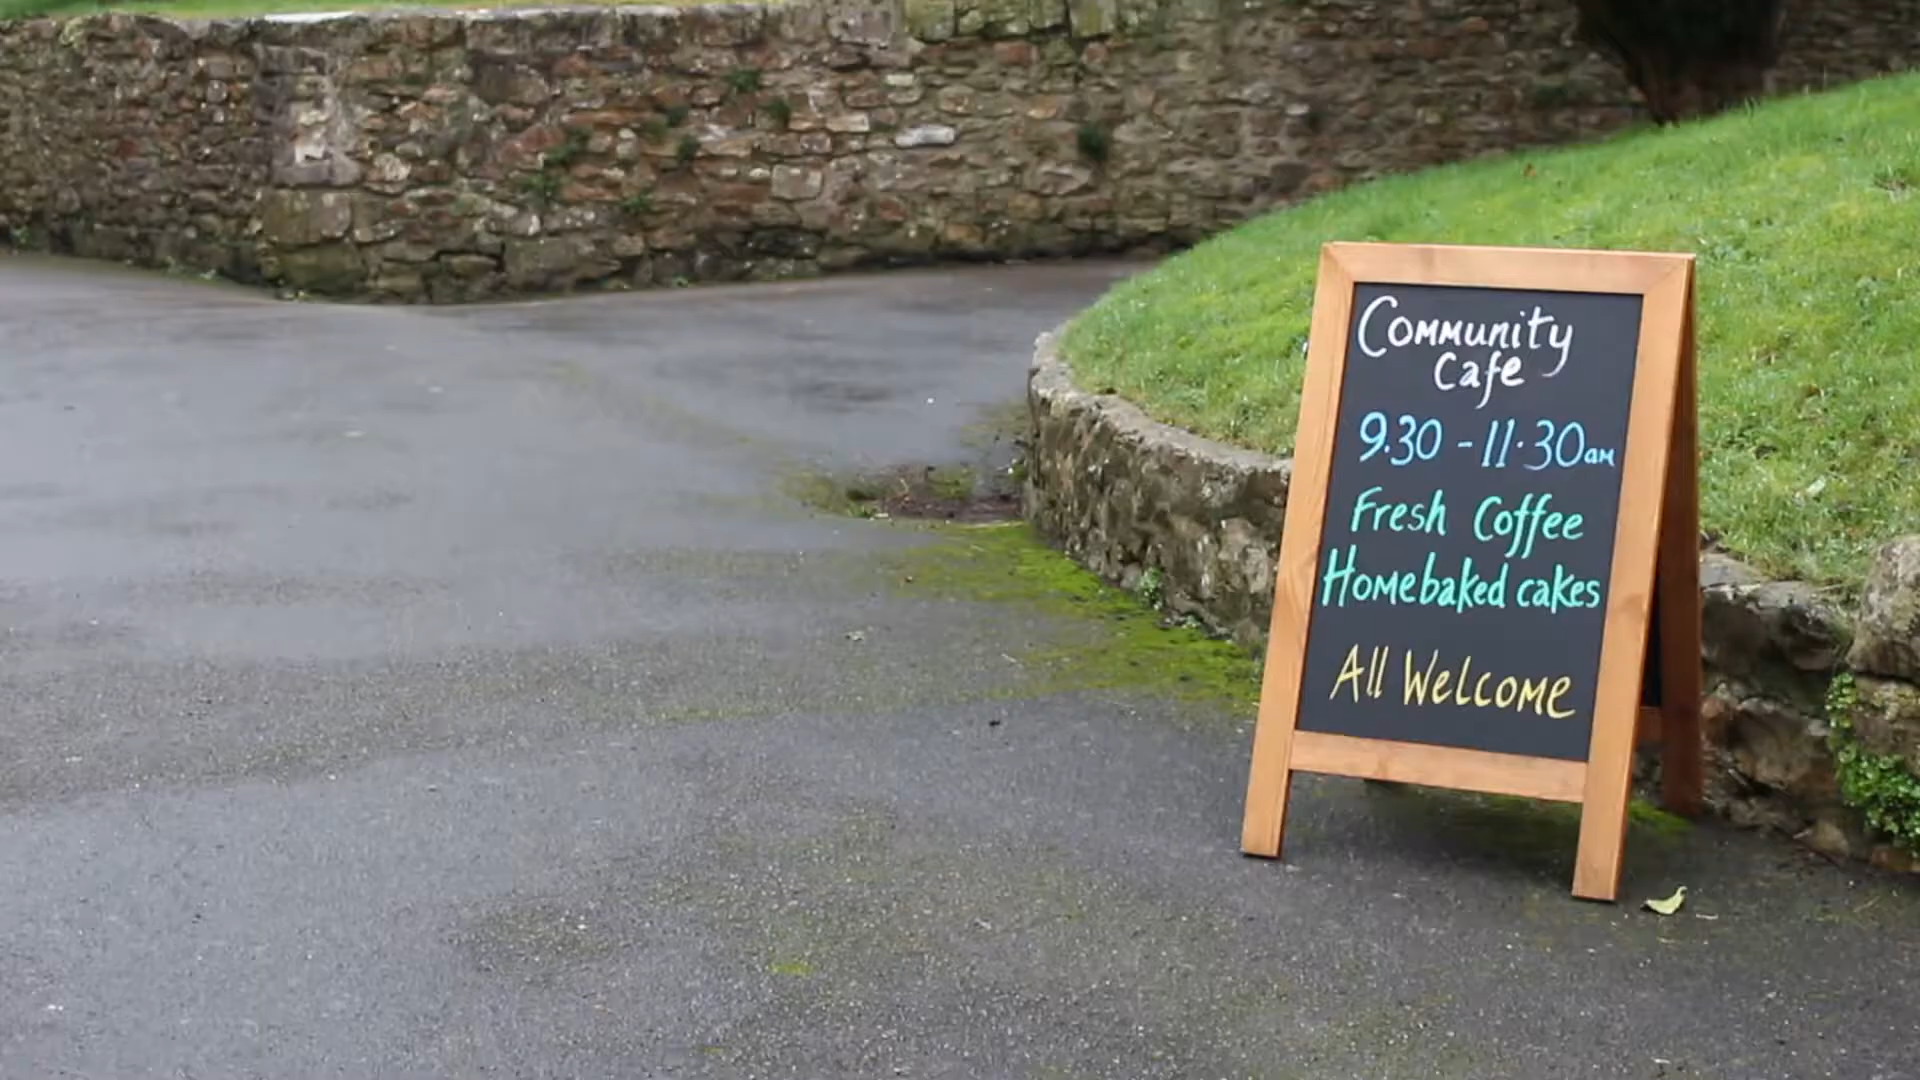 Community
Cafe
9.30 - 11.30am
Fresh Coffee
Homebaked cakes
All Welcome